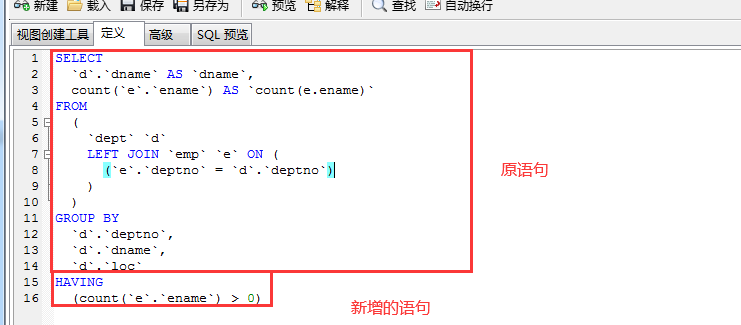 新建 载入 保存 另存为 预览 解释 查找 自动换行
视图创建工具 定义 高级 SQL 预览
1 SELECT
2 `d`.`dname` AS `dname`,
3 count(`e`.`ename`) AS `count(e.ename)`
4 FROM
5 (
6 `dept` `d`
7 LEFT JOIN `emp` `e` ON (
8 (`e`.`deptno` = `d`.`deptno`)
原语句
9 )
10 )
11 GROUP BY
12 `d`.`deptno`,
13 `d`.`dname`,
14 `d`.`loc`
15 HAVING
16 (count(`e`.`ename`) > 0)
新增的语句